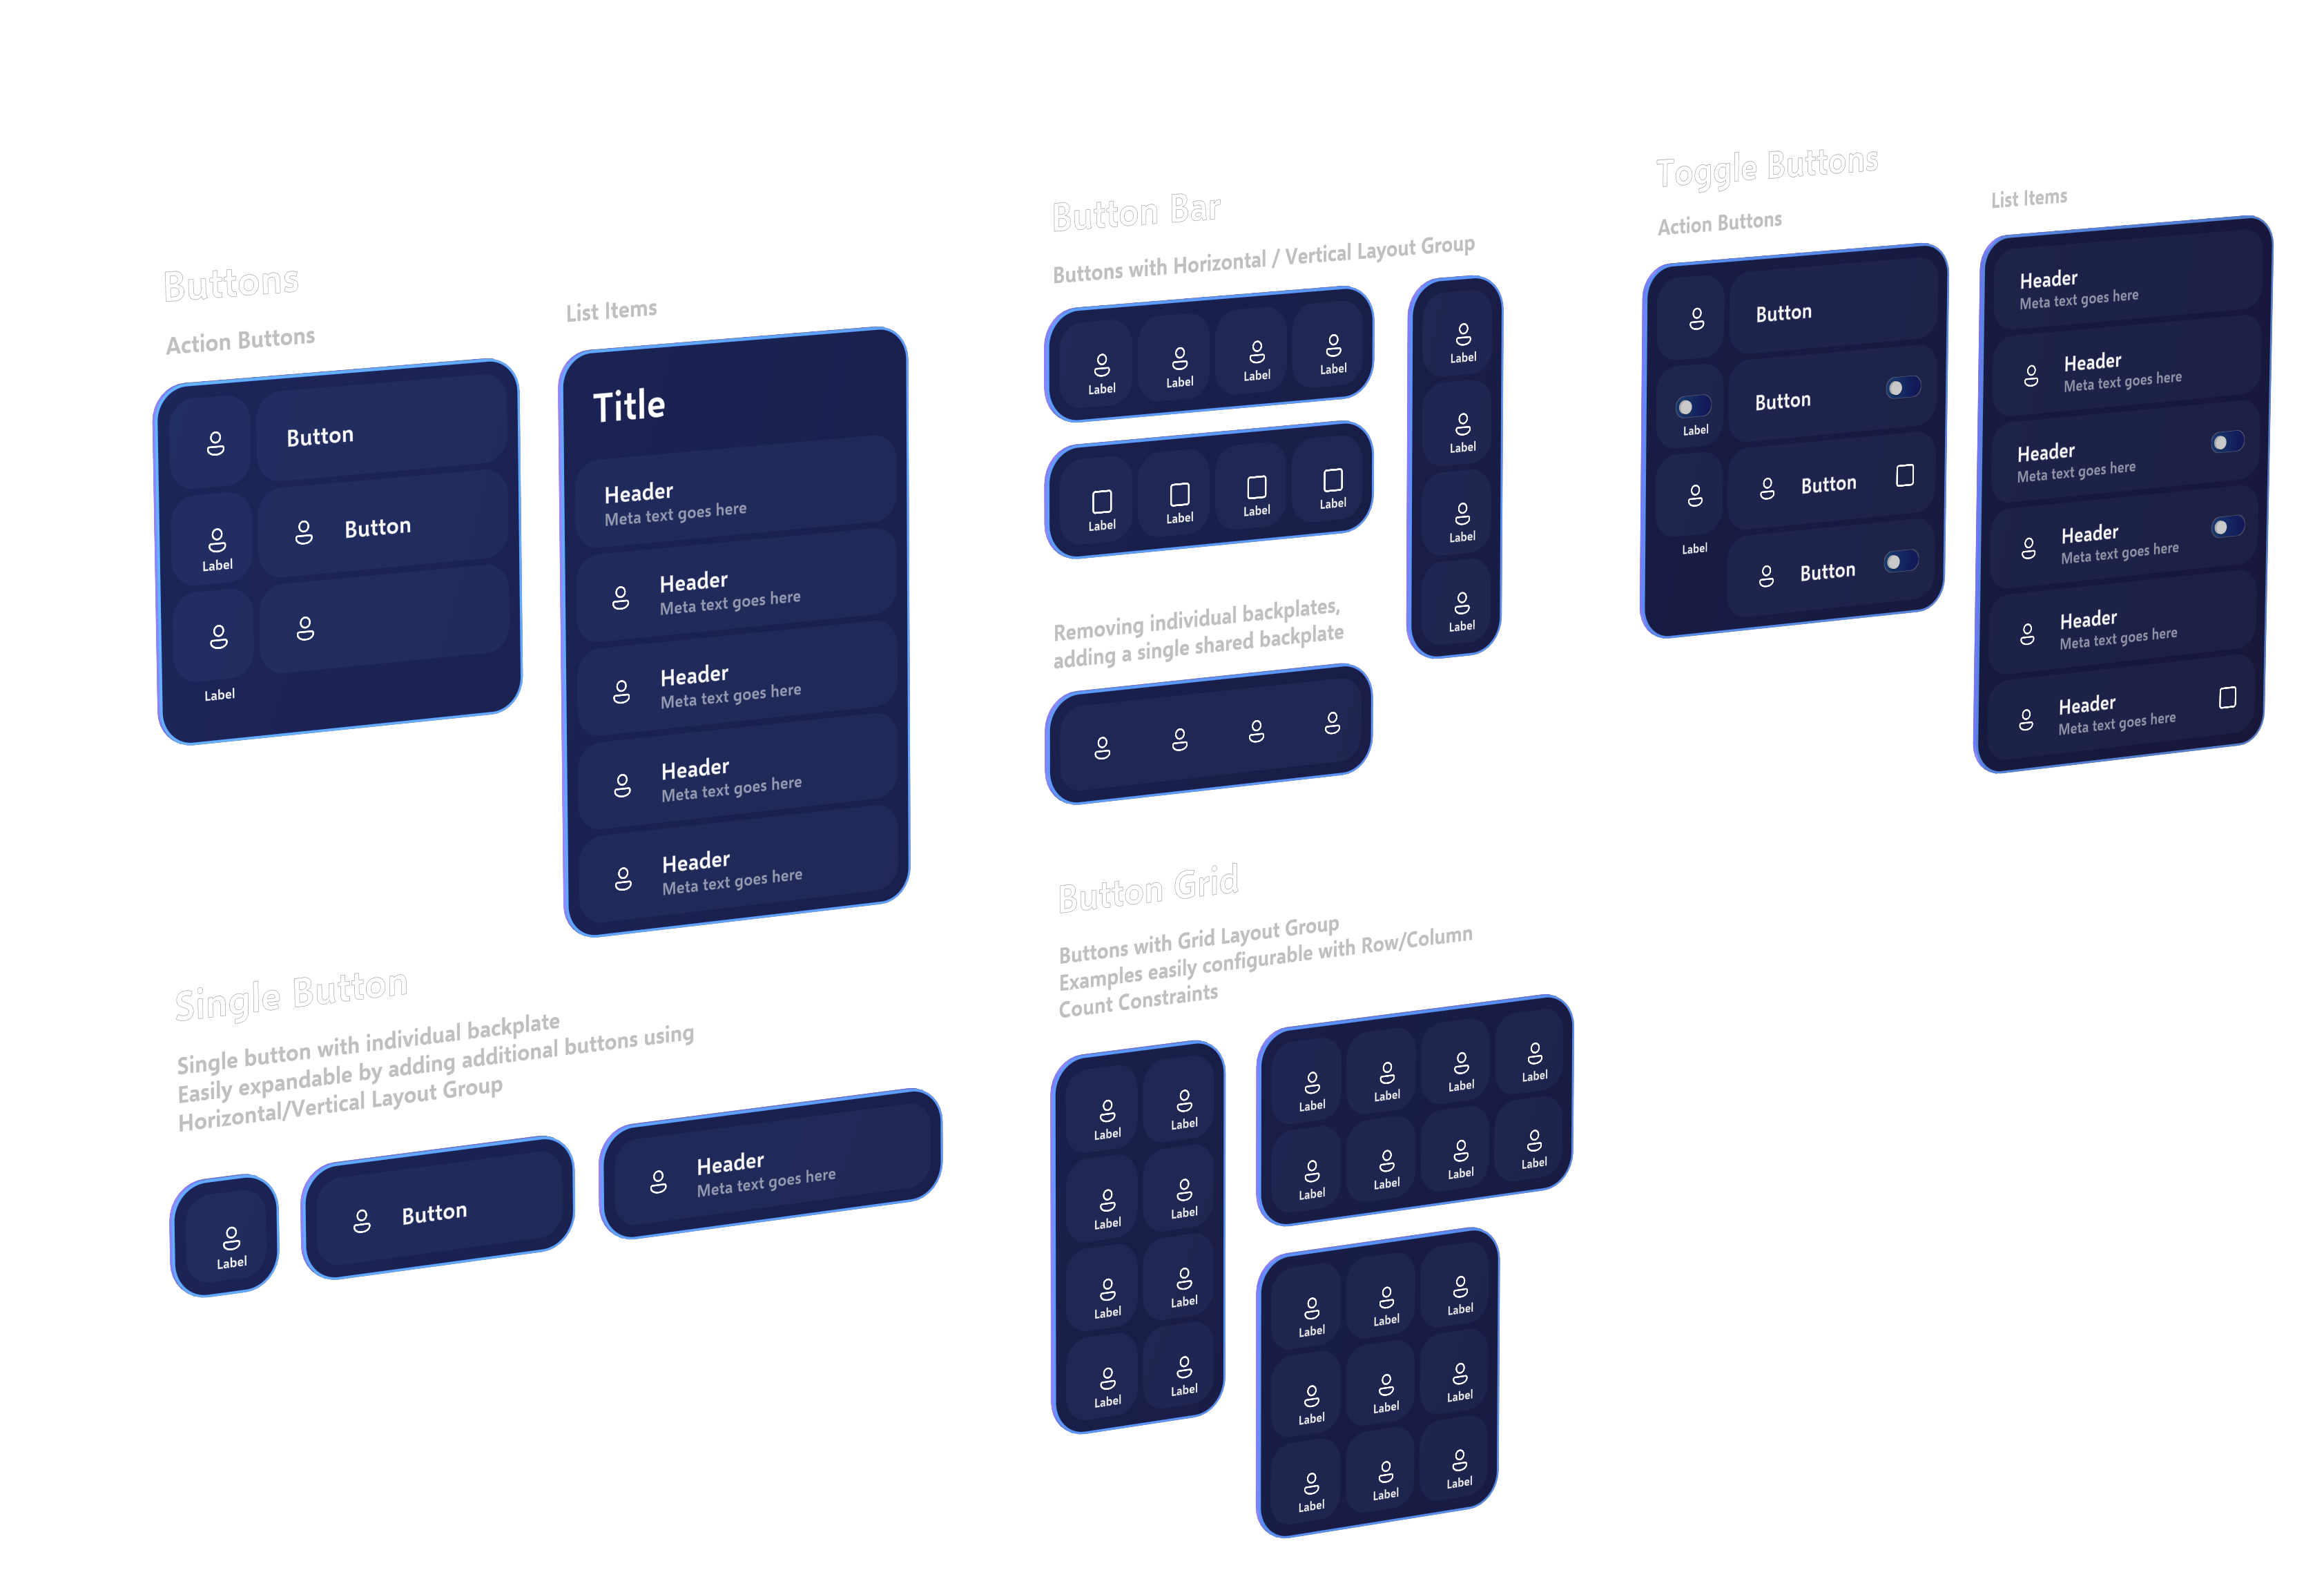 Buttons
Action Buttons
Button
Button
Label
Label
List Items
Title
Header
Meta text goes here
Header
Meta text goes here
Header
Meta text goes here
Header
Meta text goes here
Header
Meta text goes here
Single Button
Single button with individual backplate
Easily expandable by adding additional buttons using
Horizontal/Vertical Layout Group
Label
Button
Header
Meta text goes here
Button Bar
Buttons with Horizontal / Vertical Layout Group
Label Label Label Label
Label Label Label Label
Label
Label
Label
Label
Removing individual backplates,
adding a single shared backplate
Button Grid
Buttons with Grid Layout Group
Examples easily configurable with Row/Column
Count Constraints
Label Label
Label Label
Label Label
Label Label
Label Label Label Label
Label Label Label Label
Label Label Label
Label Label Label
Label Label Label
Toggle Buttons
Action Buttons
Button
Button
Label
Button
Label
Button
List Items
Header
Meta text goes here
Header
Meta text goes here
Header
Meta text goes here
Header
Meta text goes here
Header
Meta text goes here
Header
Meta text goes here